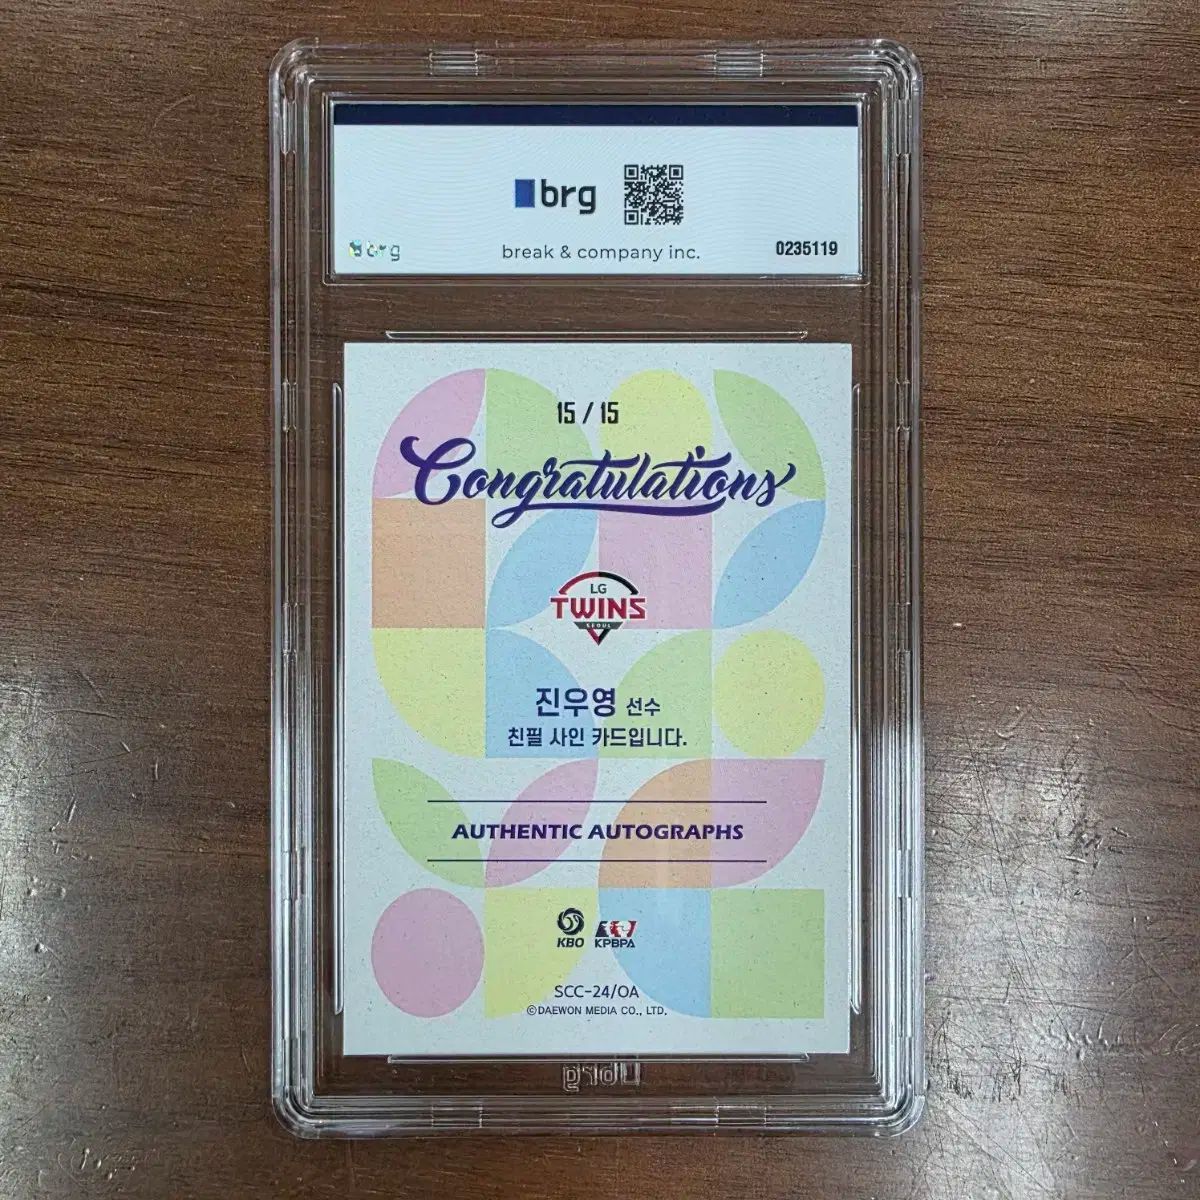 brg
brg
break & company inc.
0235119
15 / 15
Congratulations
LG
TWINS
SEOUL
진우영 선수
친필 사인 카드입니다.
AUTHENTIC AUTOGRAPHS
KBO KPBPA
SCC-24/OA
©DAEWON MEDIA CO., LTD.
brg